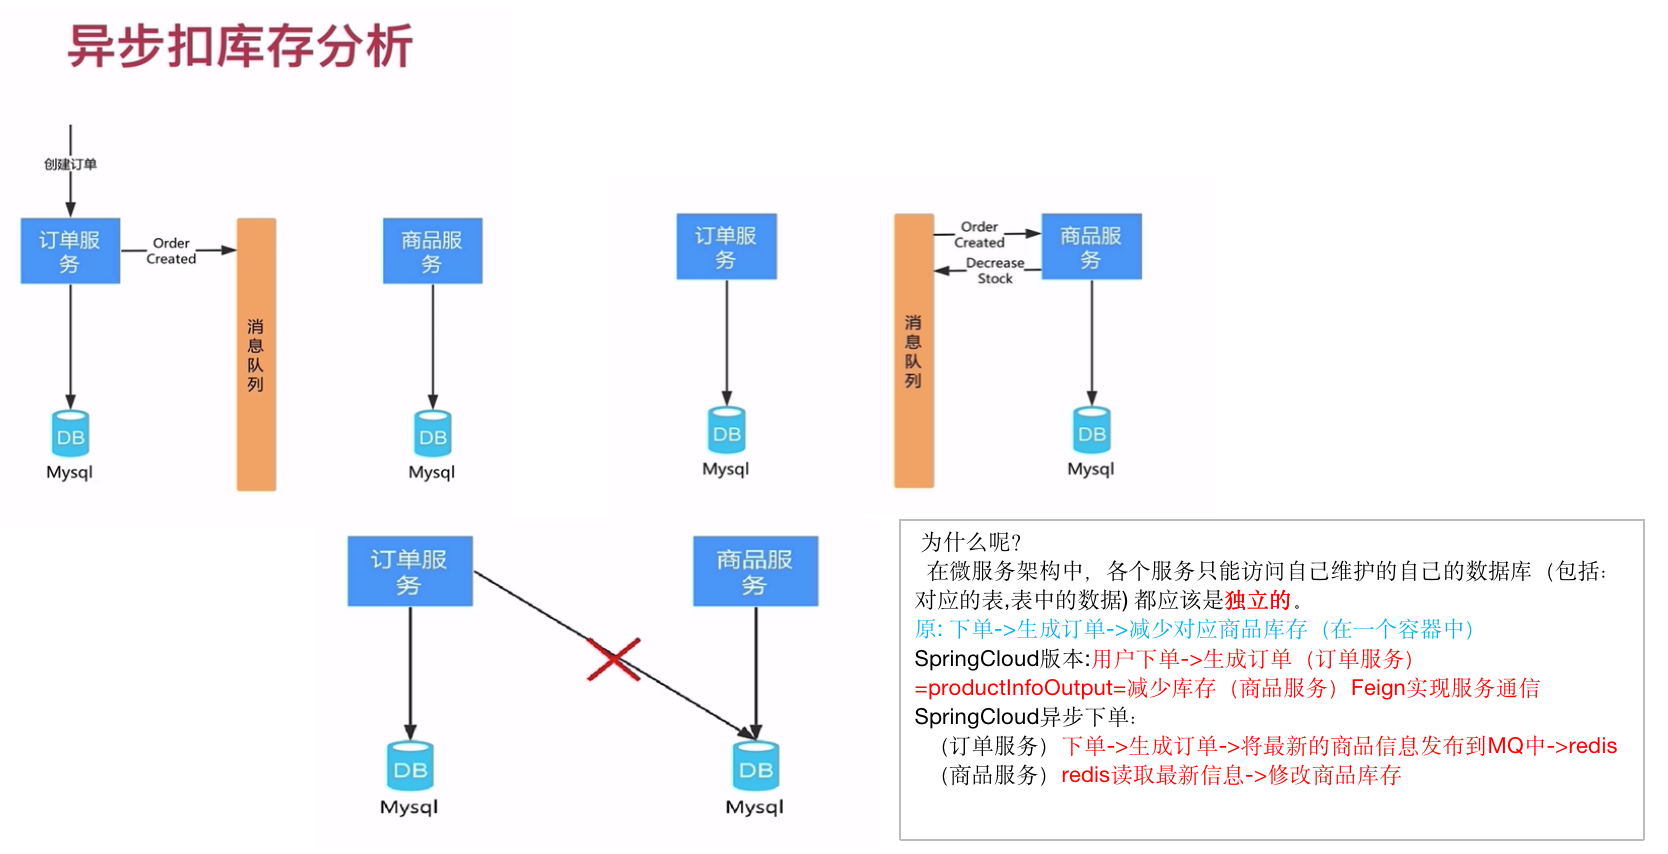 异步扣库存分析
创建订单
订单服
务
Order
Created
消
息
队
列
商品服
务
DB
Mysql
DB
Mysql
订单服
务
消
息
队
列
Order
Created
Decrease
Stock
商品服
务
DB
Mysql
DB
Mysql
订单服
务
商品服
务
DB
Mysql
DB
Mysql
为什么呢?
在微服务架构中，各个服务只能访问自己维护的自己的数据库（包括:
对应的表,表中的数据) 都应该是独立的。
原: 下单->生成订单->减少对应商品库存（在一个容器中）
SpringCloud版本:用户下单->生成订单（订单服务）
=productInfoOutput=减少库存（商品服务）Feign实现服务通信
SpringCloud异步下单:
（订单服务）下单->生成订单->将最新的商品信息发布到MQ中->redis
（商品服务）redis读取最新信息->修改商品库存